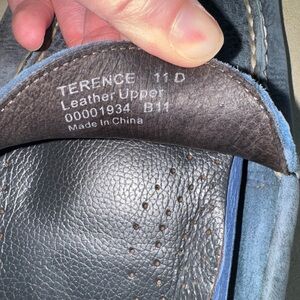 TERENCE 11 D
Leather Upper
00001934 B11
Made In China